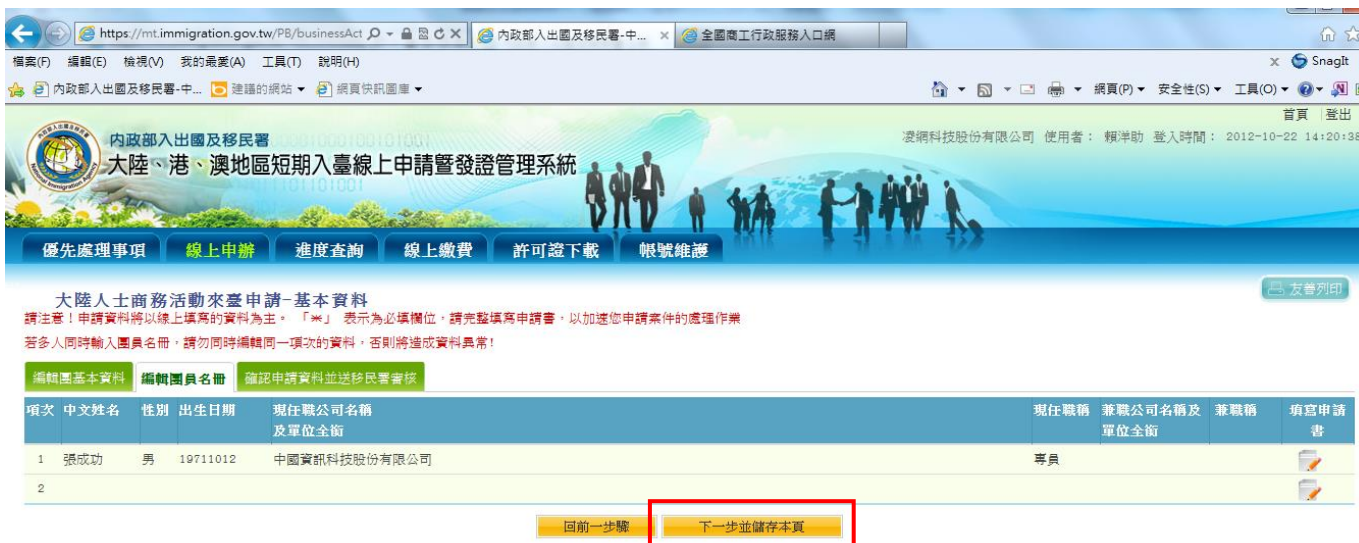 https://mt.immigration.gov.tw/PB/businessAct 內政部入出國及移民署-中... × 全國商工行政服務入口網
檔案(F) 編輯(E) 檢視(V) 我的最愛(A) 工具(T) 說明(H) x SnagIt
內政部入出國及移民署-中... 建議的網站 網頁快訊圖庫 網頁(P) 安全性(S) 工具(O)
首頁 登出
凌網科技股份有限公司 使用者： 賴洋助 登入時間： 2012-10-22 14:20:38
內政部入出國及移民署
大陸、港、澳地區短期入臺線上申請暨發證管理系統
優先處理事項 線上申辦 進度查詢 線上繳費 許可證下載 帳號維護
友善列印
大陸人士商務活動來臺申請-基本資料
請注意！申請資料將以線上填寫的資料為主。 「*」 表示為必填欄位，請完整填寫申請書，以加速您申請案件的處理作業
若多人同時輸入團員名冊，請勿同時編輯同一項次的資料，否則將造成資料異常!
編輯團基本資料 編輯團員名冊 確認申請資料並送移民署審核
項次 中文姓名 性別 出生日期 現任職公司名稱 現任職稱 兼職公司名稱及 兼職稱 填寫申請
及單位全銜 單位全銜 書
1 張成功 男 19711012 中國資訊科技股份有限公司 專員
2
回前一步驟 下一步並儲存本頁